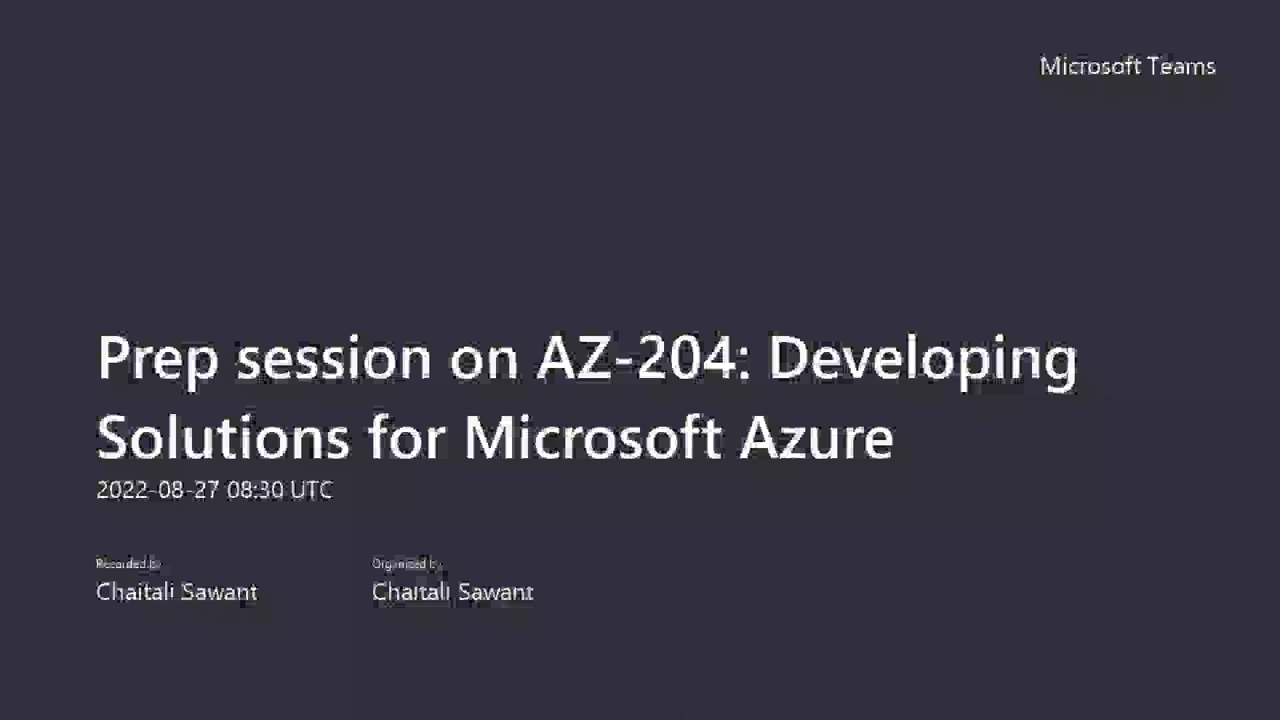 Microsoft Teams
Prep session on AZ-204: Developing
Solutions for Microsoft Azure
2022-08-27 08:30 UTC
Recorded by
Organized by
Chaitali Sawant
Chaitali Sawant